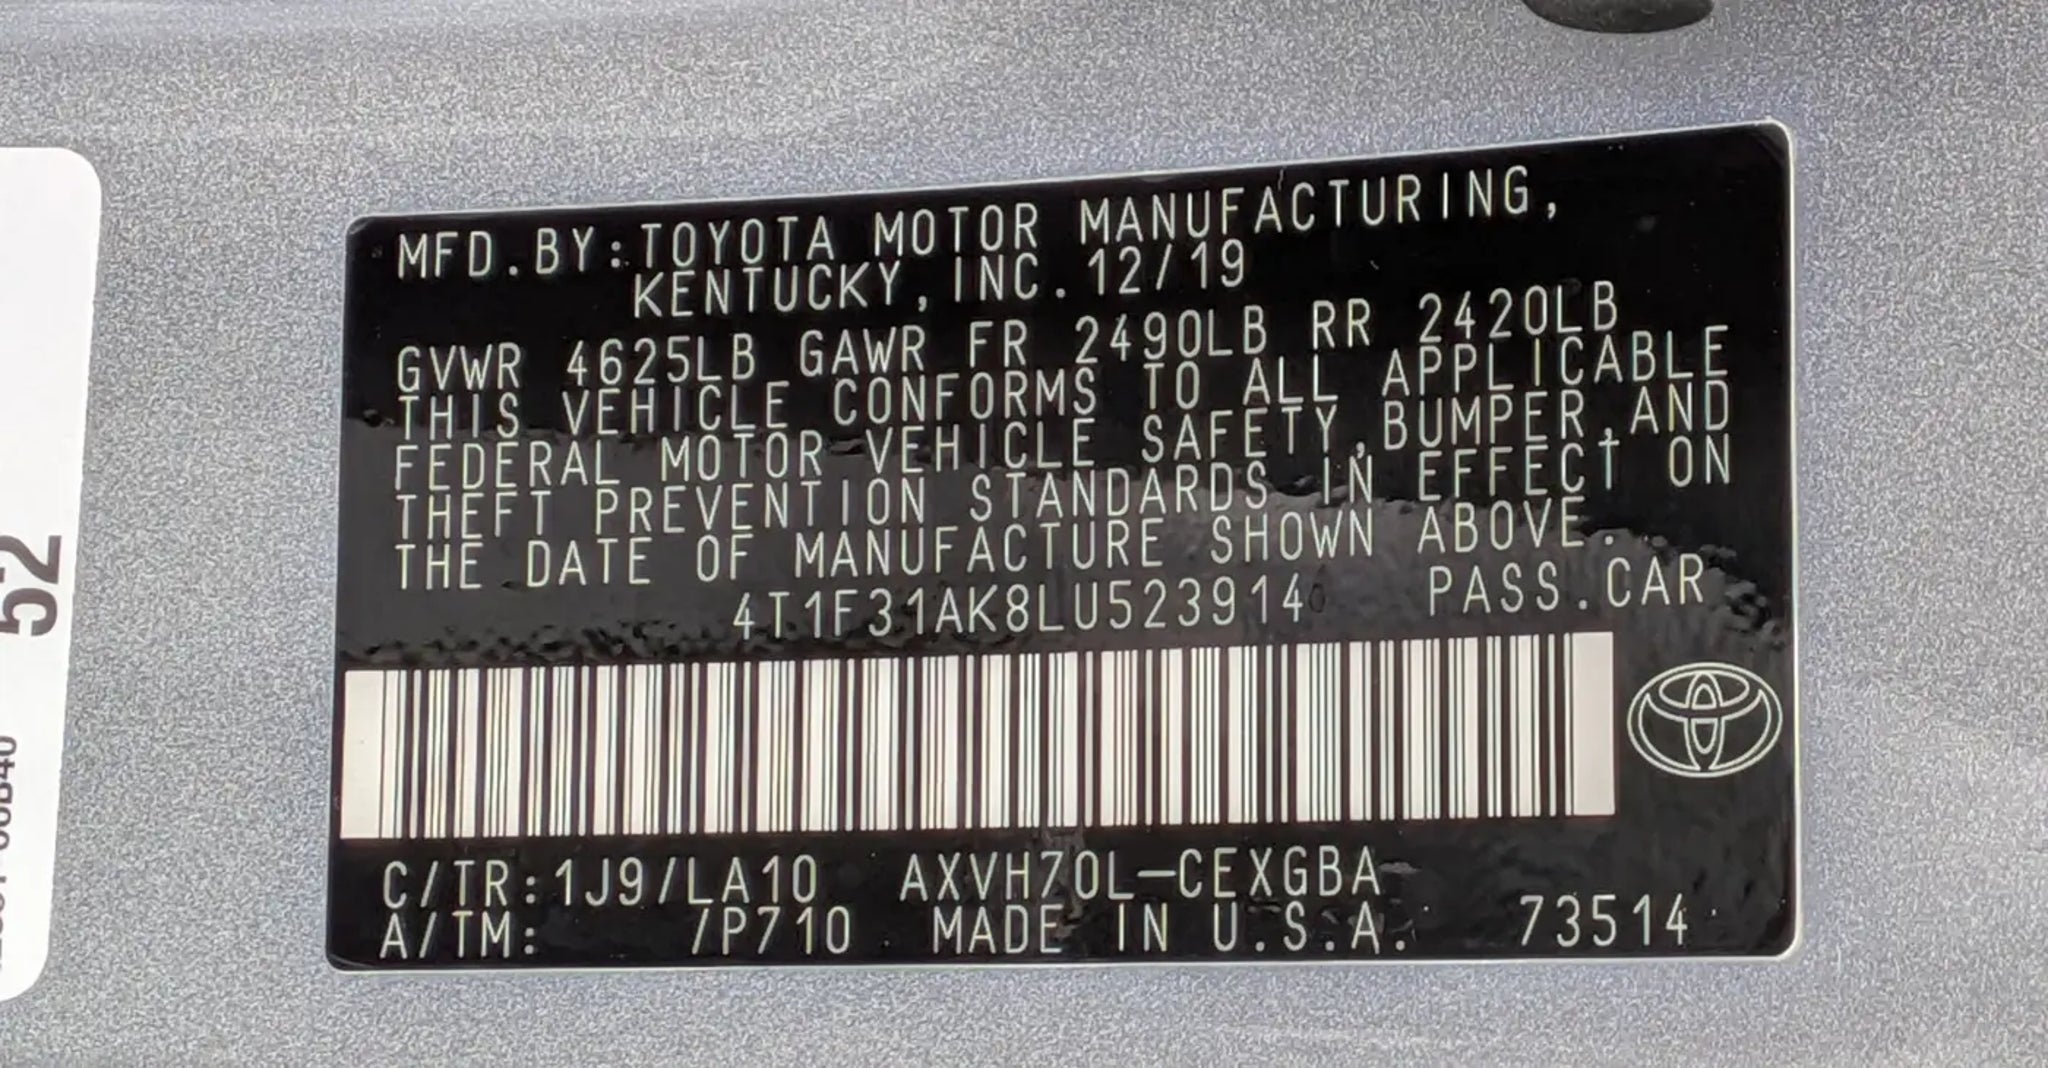 MFD.BY:TOYOTA MOTOR MANUFACTURING,
KENTUCKY, INC. 12/19
GVWR 4625LB GAWR FR 2490LB RR 2420LB
THIS VEHICLE CONFORMS TO ALL APPLICABLE
FEDERAL MOTOR VEHICLE SAFETY,BUMPER,AND
THEFT PREVENTION STANDARDS IN EFFECT ON
THE DATE OF MANUFACTURE SHOWN ABOVE.
4T1F31AK8LU523914 PASS.CAR
C/TR:1J9/LA10 AXVH70L-CEXGBA
A/TM: /P710 MADE IN U.S.A. 73514
52